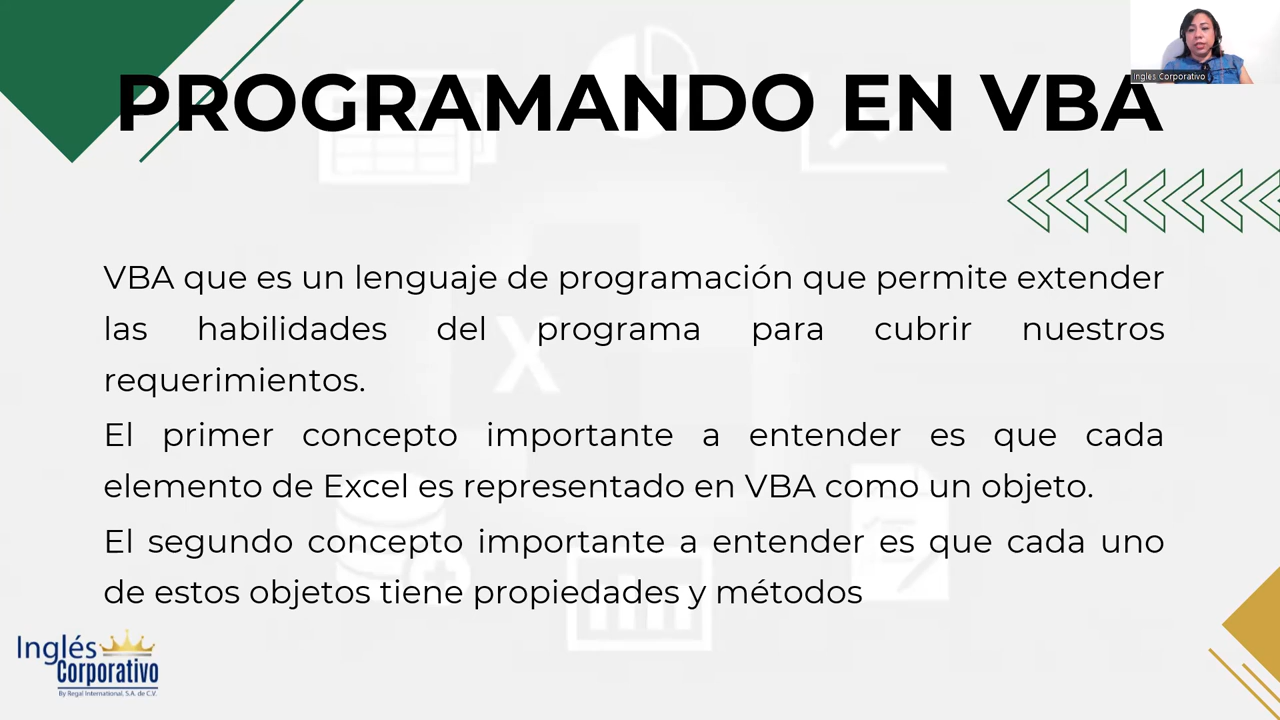 Inglés Corporativo
PROGRAMANDO EN VBA
VBA que es un lenguaje de programación que permite extender
las habilidades del programa para cubrir nuestros
requerimientos.
El primer concepto importante a entender es que cada
elemento de Excel es representado en VBA como un objeto.
El segundo concepto importante a entender es que cada uno
de estos objetos tiene propiedades y métodos
X
Inglés
Corporativo
By Regal International, S.A. de C.V.